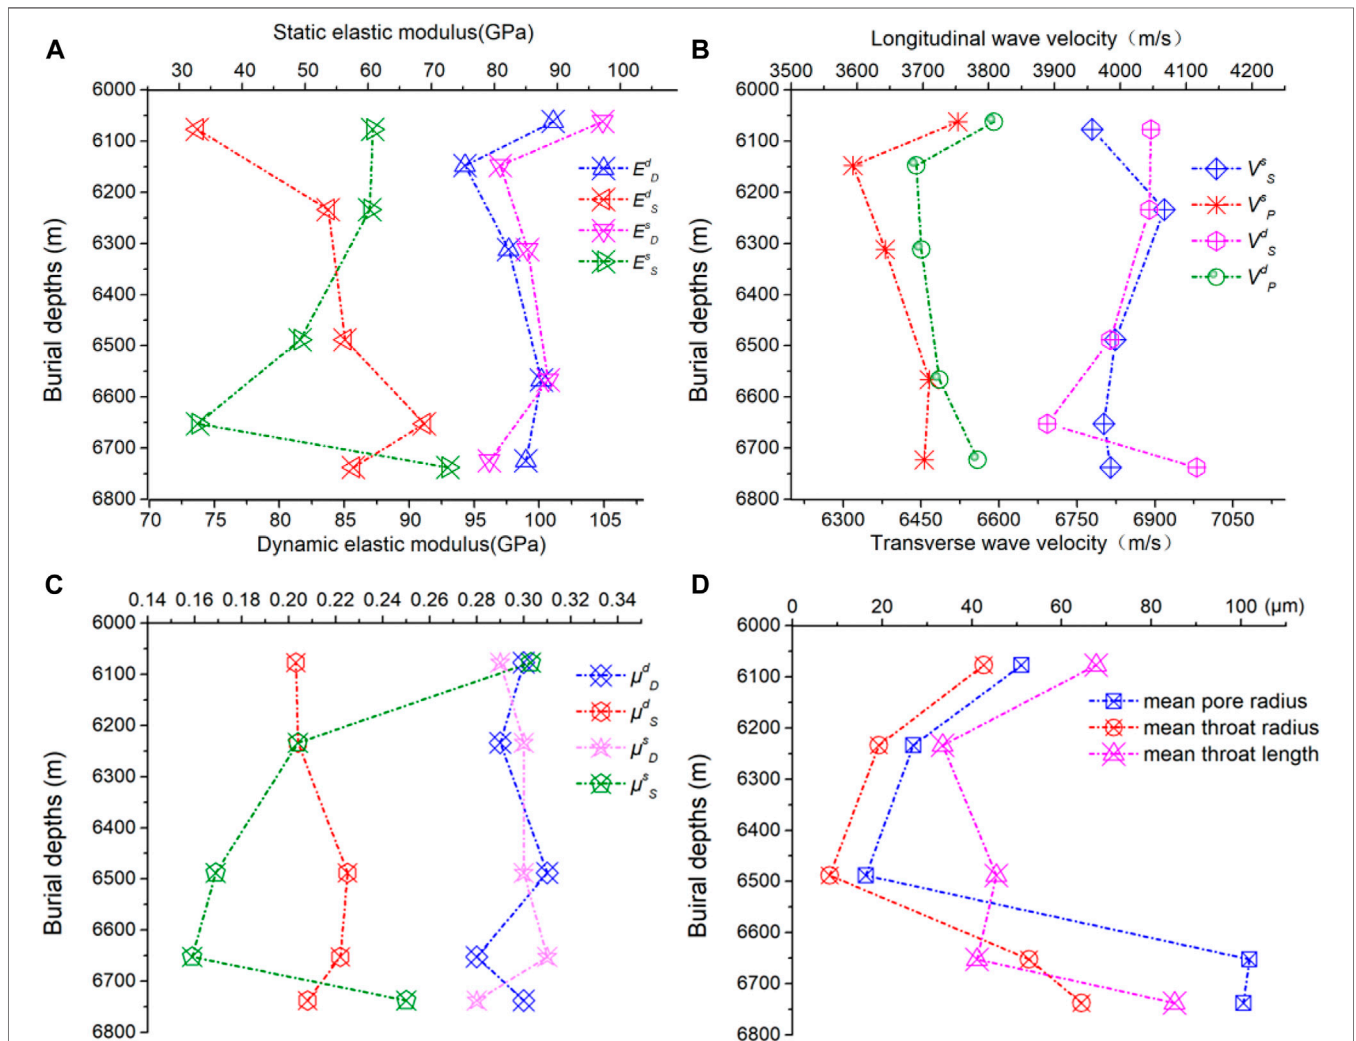 A
Static elastic modulus(GPa)
30 40 50 60 70 80 90 100
6000
6100
6200
6300
6400
6500
6600
6700
6800
Burial depths (m)
E^d_D
E^d_S
E^s_D
E^s_S
70 75 80 85 90 95 100 105
Dynamic elastic modulus(GPa)
B
Longitudinal wave velocity（m/s）
3500 3600 3700 3800 3900 4000 4100 4200
6000
6100
6200
6300
6400
6500
6600
6700
6800
Burial depths (m)
V^s_S
V^s_P
V^d_S
V^d_P
6300 6450 6600 6750 6900 7050
Transverse wave velocity（m/s）
C
0.14 0.16 0.18 0.20 0.22 0.24 0.26 0.28 0.30 0.32 0.34
6000
6100
6200
6300
6400
6500
6600
6700
6800
Burial depths (m)
μ^d_D
μ^d_S
μ^s_D
μ^s_S
D
0 20 40 60 80 100 (μm)
6000
6100
6200
6300
6400
6500
6600
6700
6800
Buiral depths (m)
mean pore radius
mean throat radius
mean throat length